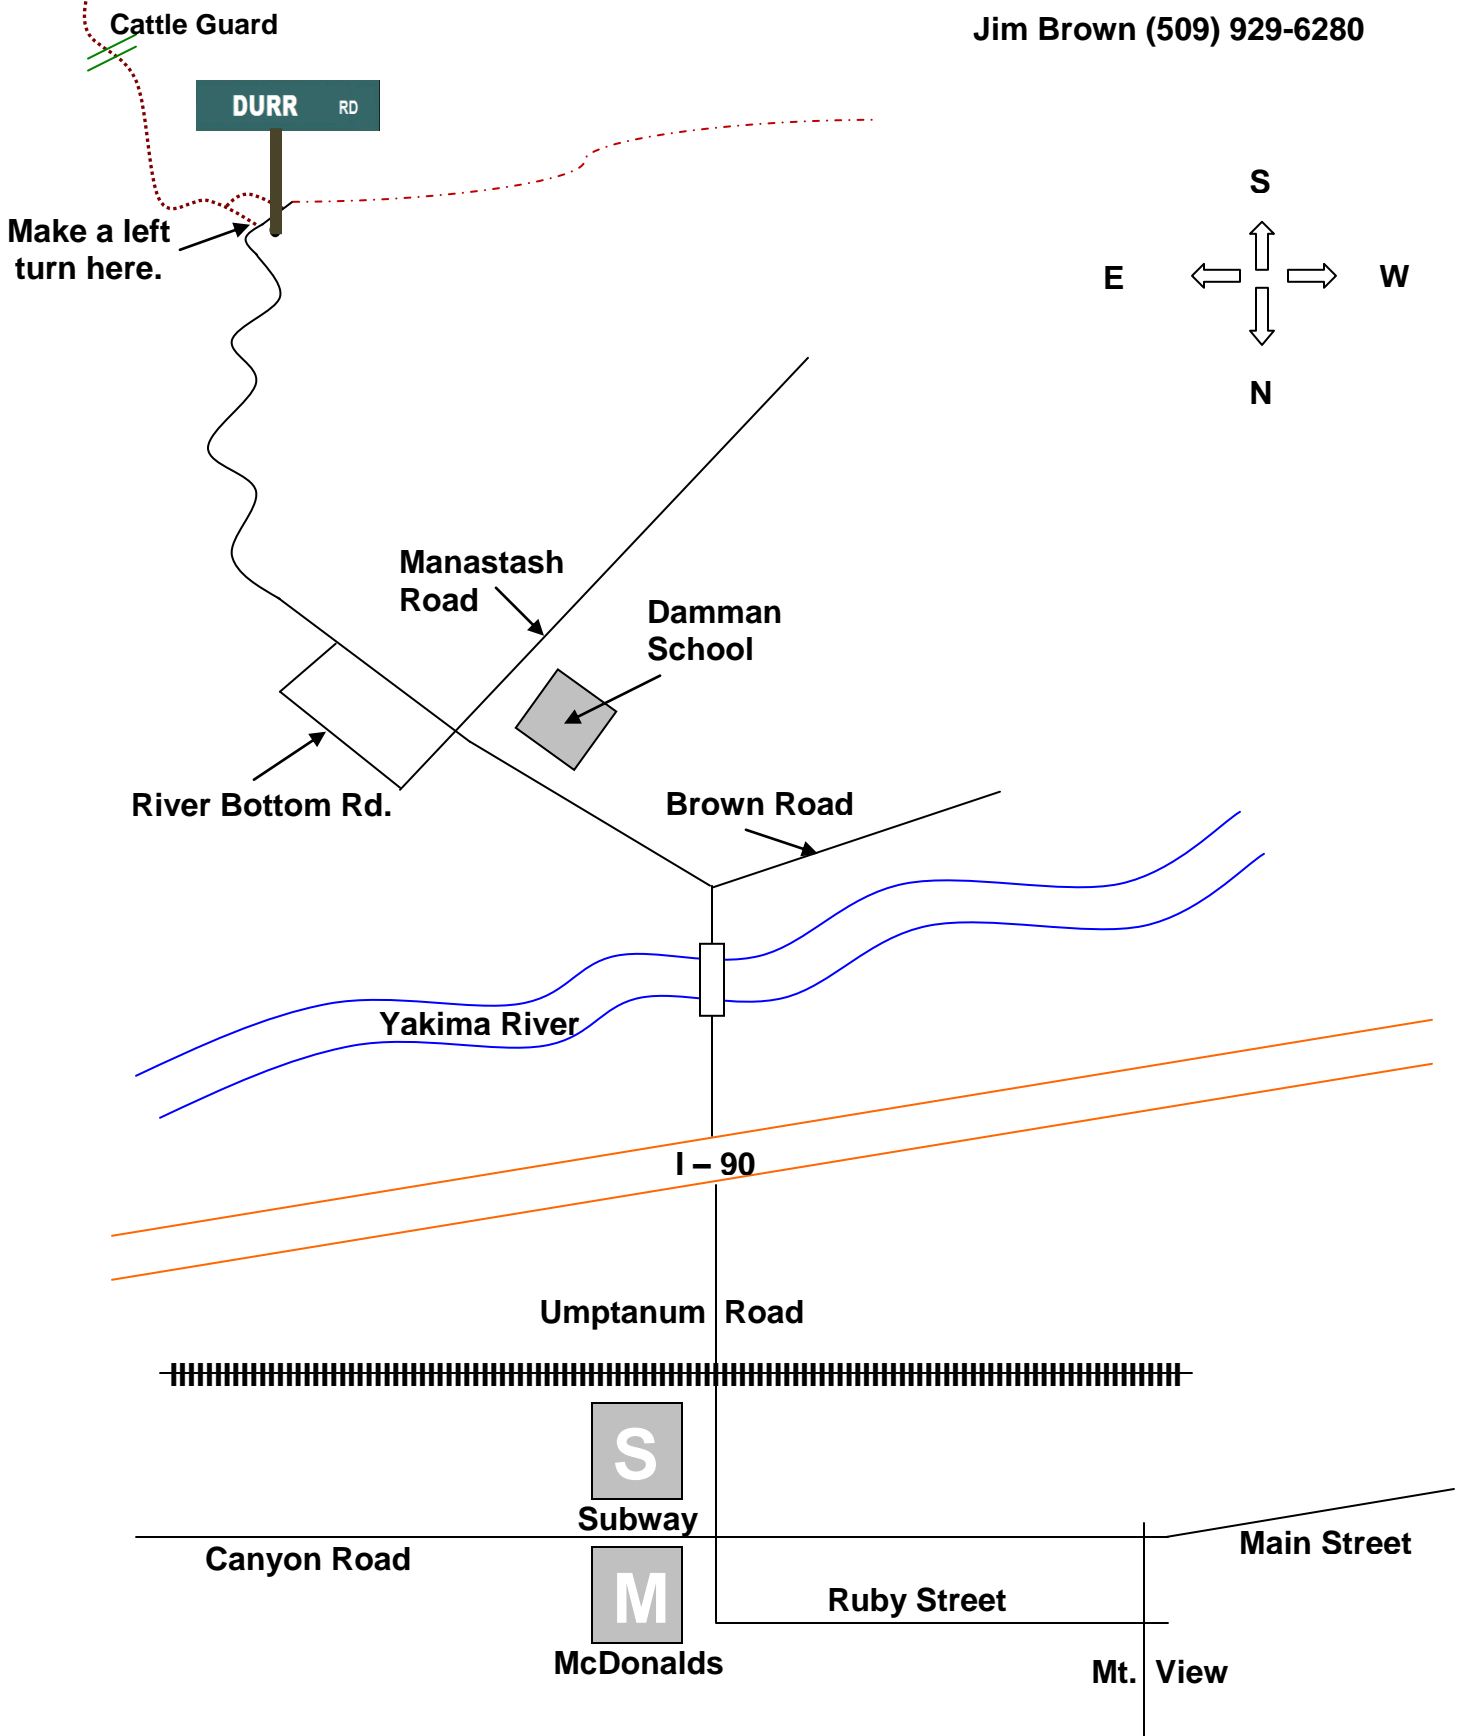 Cattle Guard
Jim Brown (509) 929-6280
DURR RD
S
Make a left
turn here.
E
W
N
Manastash
Road
Damman
School
River Bottom Rd.
Brown Road
Yakima River
I – 90
Umptanum Road
S
Subway
Canyon Road
Main Street
M
Ruby Street
McDonalds
Mt. View